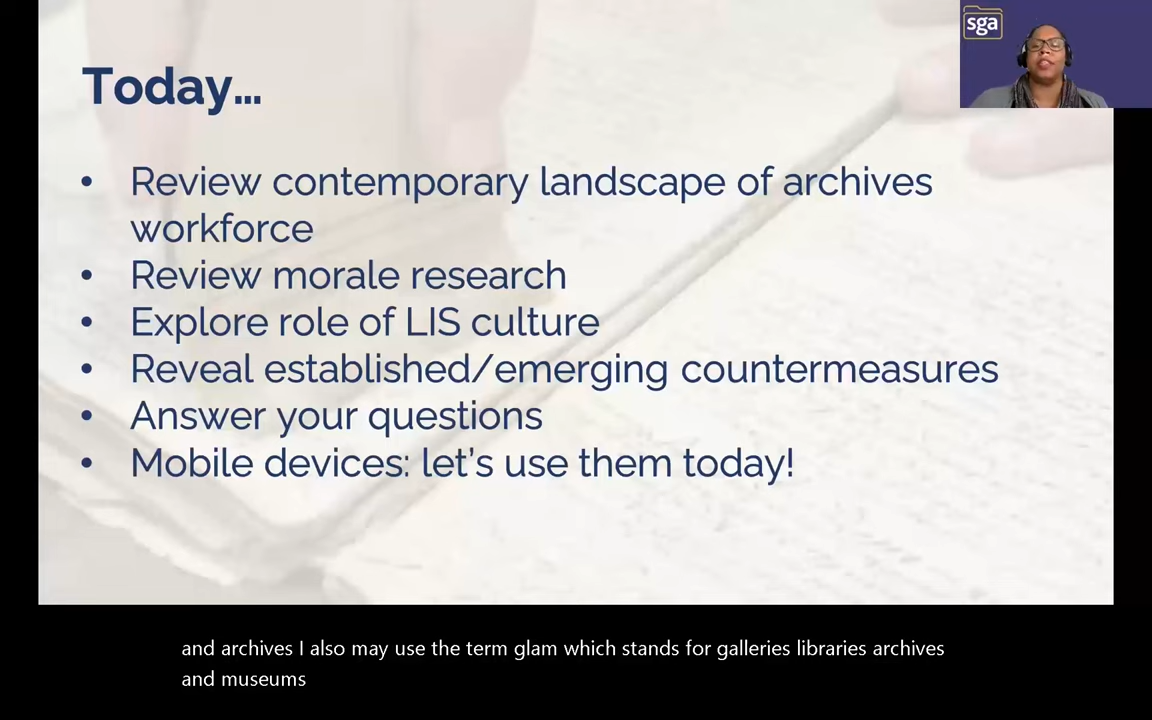 sga
Today…
• Review contemporary landscape of archives
workforce
• Review morale research
• Explore role of LIS culture
• Reveal established/emerging countermeasures
• Answer your questions
• Mobile devices: let’s use them today!
and archives I also may use the term glam which stands for galleries libraries archives
and museums